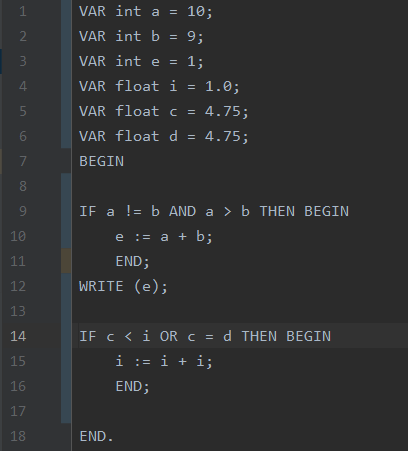 1 VAR int a = 10;
2 VAR int b = 9;
3 VAR int e = 1;
4 VAR float i = 1.0;
5 VAR float c = 4.75;
6 VAR float d = 4.75;
7 BEGIN
8
9 IF a != b AND a > b THEN BEGIN
10     e := a + b;
11     END;
12 WRITE (e);
13
14 IF c < i OR c = d THEN BEGIN
15     i := i + i;
16     END;
17
18 END.